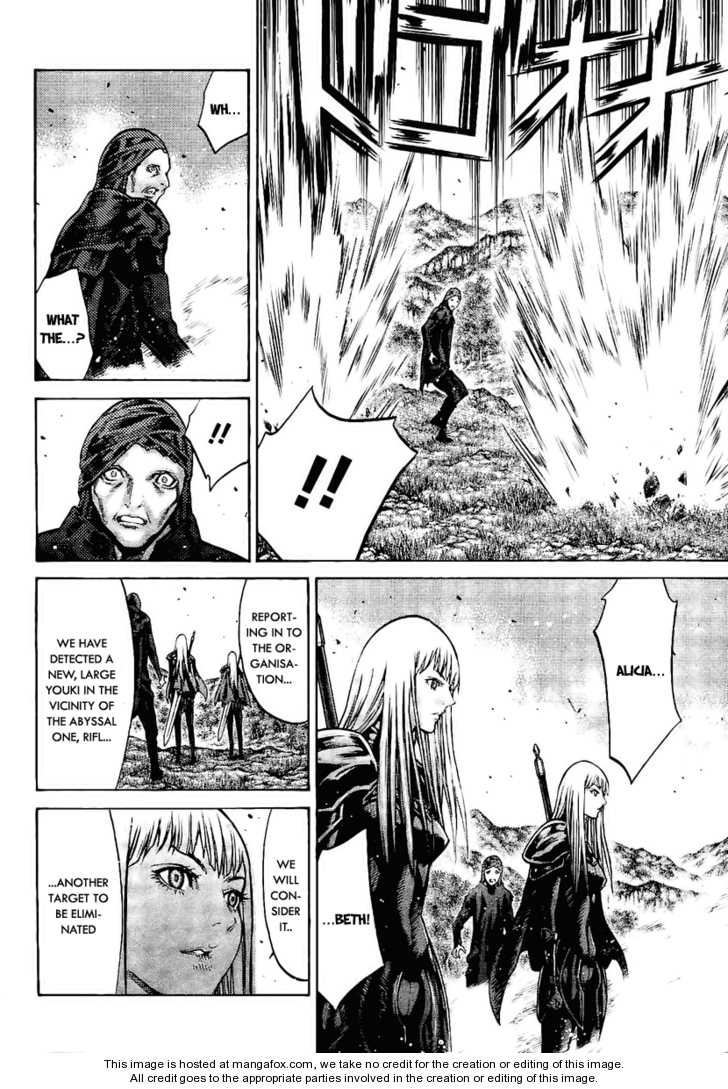 !!
WH...
WHAT
THE...?
!!
ALICIA...
...BETH!
REPORT-
ING IN TO
THE OR-
GANISA-
TION...
WE HAVE
DETECTED A
NEW, LARGE
YOUKI IN THE
VICINITY OF
THE ABYSSAL
ONE, RIFL...
WE
WILL
CON-
SIDER
IT..
...ANOTHER
TARGET TO
BE ELIMI-
NATED
This image is hosted at mangafox.com, we take no credit for the creation or editing of this image.
All credit goes to the appropriate parties involved in the creation or editing of this image.